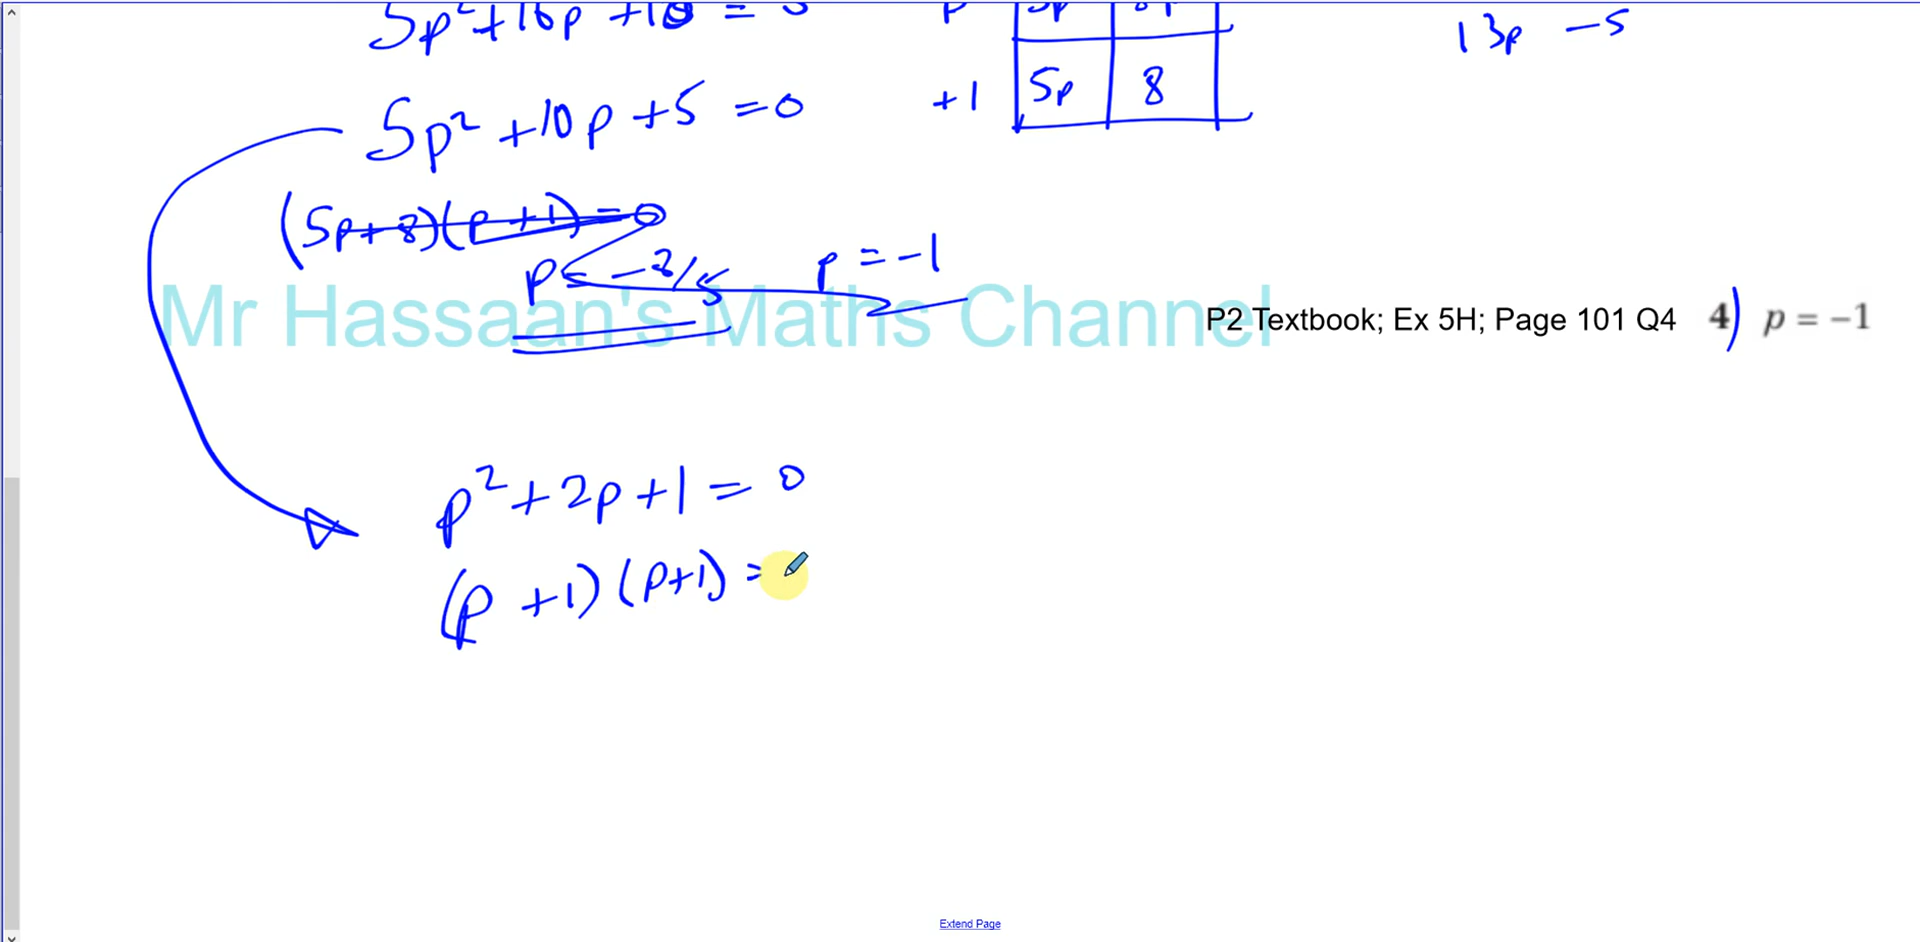 5p² + 10p + 5 = 0
+1 5p 8
13p - 5
(5p + 8)(p + 1) = 0
p = -8/5 p = -1
Mr Hassaan's Maths Channel
P2 Textbook; Ex 5H; Page 101 Q4 4) p = -1
p² + 2p + 1 = 0
(p + 1)(p + 1) =
Extend Page